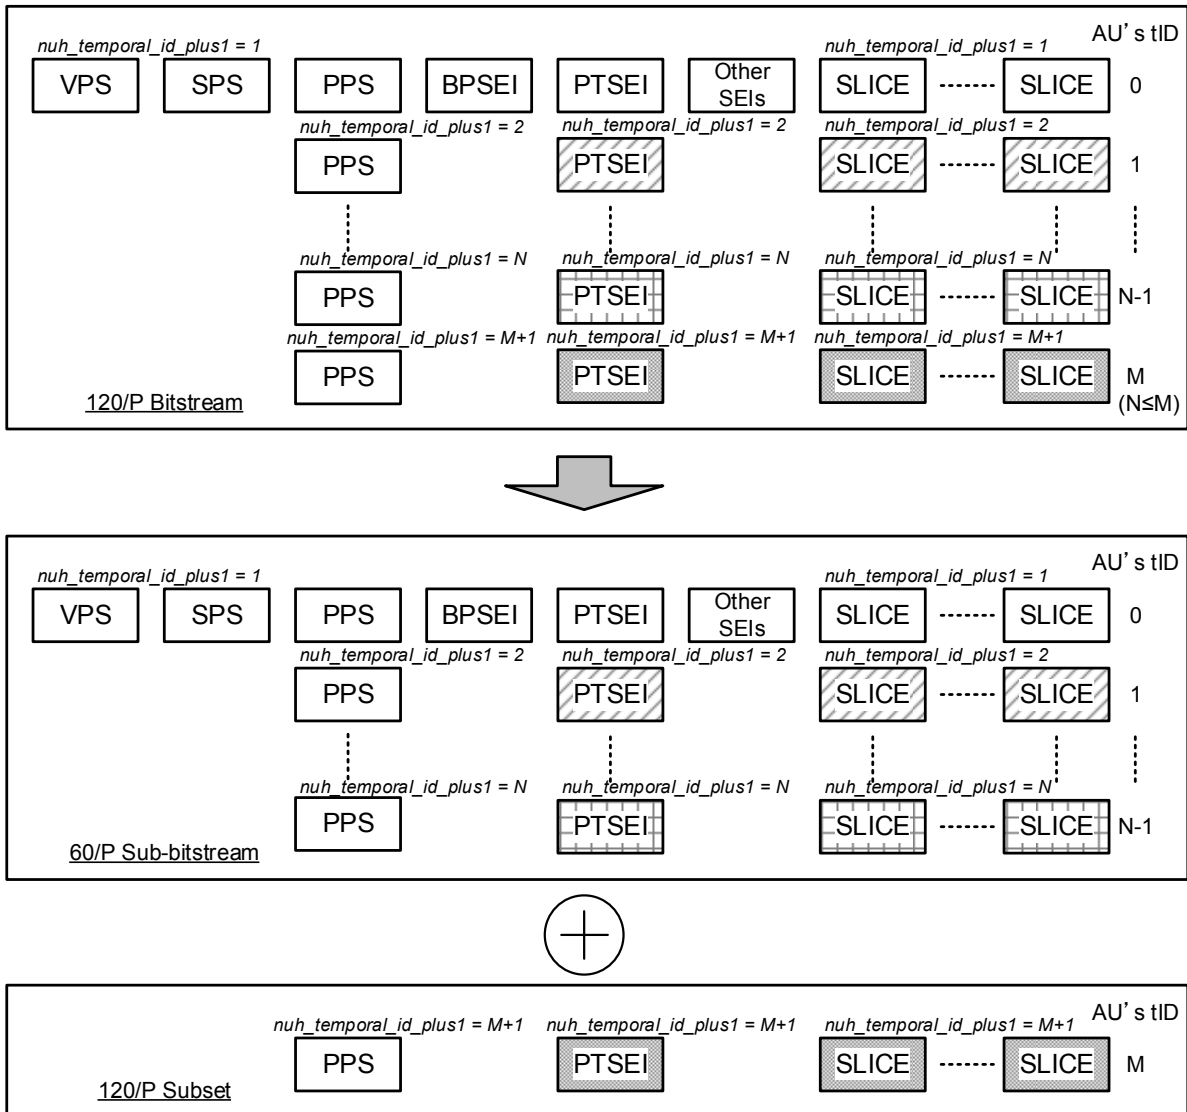 AU's tID
nuh_temporal_id_plus1 = 1 nuh_temporal_id_plus1 = 1
VPS SPS PPS BPSEI PTSEI Other SEIs SLICE SLICE 0
nuh_temporal_id_plus1 = 2 nuh_temporal_id_plus1 = 2 nuh_temporal_id_plus1 = 2
PPS PTSEI SLICE SLICE 1
nuh_temporal_id_plus1 = N nuh_temporal_id_plus1 = N nuh_temporal_id_plus1 = N
PPS PTSEI SLICE SLICE N-1
nuh_temporal_id_plus1 = M+1 nuh_temporal_id_plus1 = M+1 nuh_temporal_id_plus1 = M+1
PPS PTSEI SLICE SLICE M
120/P Bitstream (N≤M)
AU's tID
nuh_temporal_id_plus1 = 1 nuh_temporal_id_plus1 = 1
VPS SPS PPS BPSEI PTSEI Other SEIs SLICE SLICE 0
nuh_temporal_id_plus1 = 2 nuh_temporal_id_plus1 = 2 nuh_temporal_id_plus1 = 2
PPS PTSEI SLICE SLICE 1
nuh_temporal_id_plus1 = N nuh_temporal_id_plus1 = N nuh_temporal_id_plus1 = N
PPS PTSEI SLICE SLICE N-1
60/P Sub-bitstream
AU's tID
nuh_temporal_id_plus1 = M+1 nuh_temporal_id_plus1 = M+1 nuh_temporal_id_plus1 = M+1
PPS PTSEI SLICE SLICE M
120/P Subset